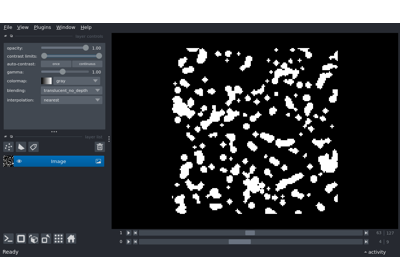 File View Plugins Window Help
opacity: 1.00
contrast limits:
auto-contrast: once continuous
gamma: 1.00
colormap: gray
blending: translucent_no_depth
interpolation: nearest
Image
1
0
Ready
activity